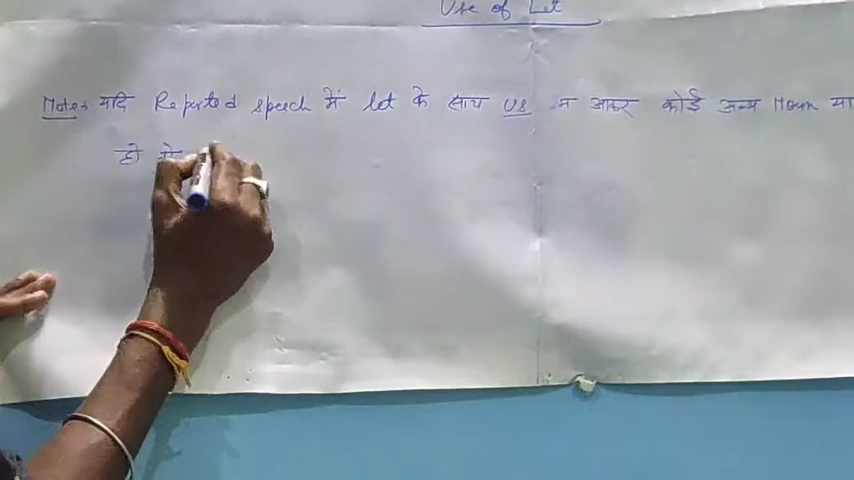 Use of Let
Note→ यदि Reported speech में let के साथ us न आकर कोई अन्य Noun या
हो